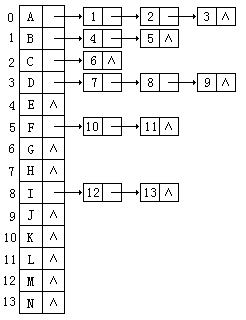 0 A 1 2 3 ∧
1 B 4 5 ∧
2 C 6 ∧
3 D 7 8 9 ∧
4 E ∧
5 F 10 11 ∧
6 G ∧
7 H ∧
8 I 12 13 ∧
9 J ∧
10 K ∧
11 L ∧
12 M ∧
13 N ∧